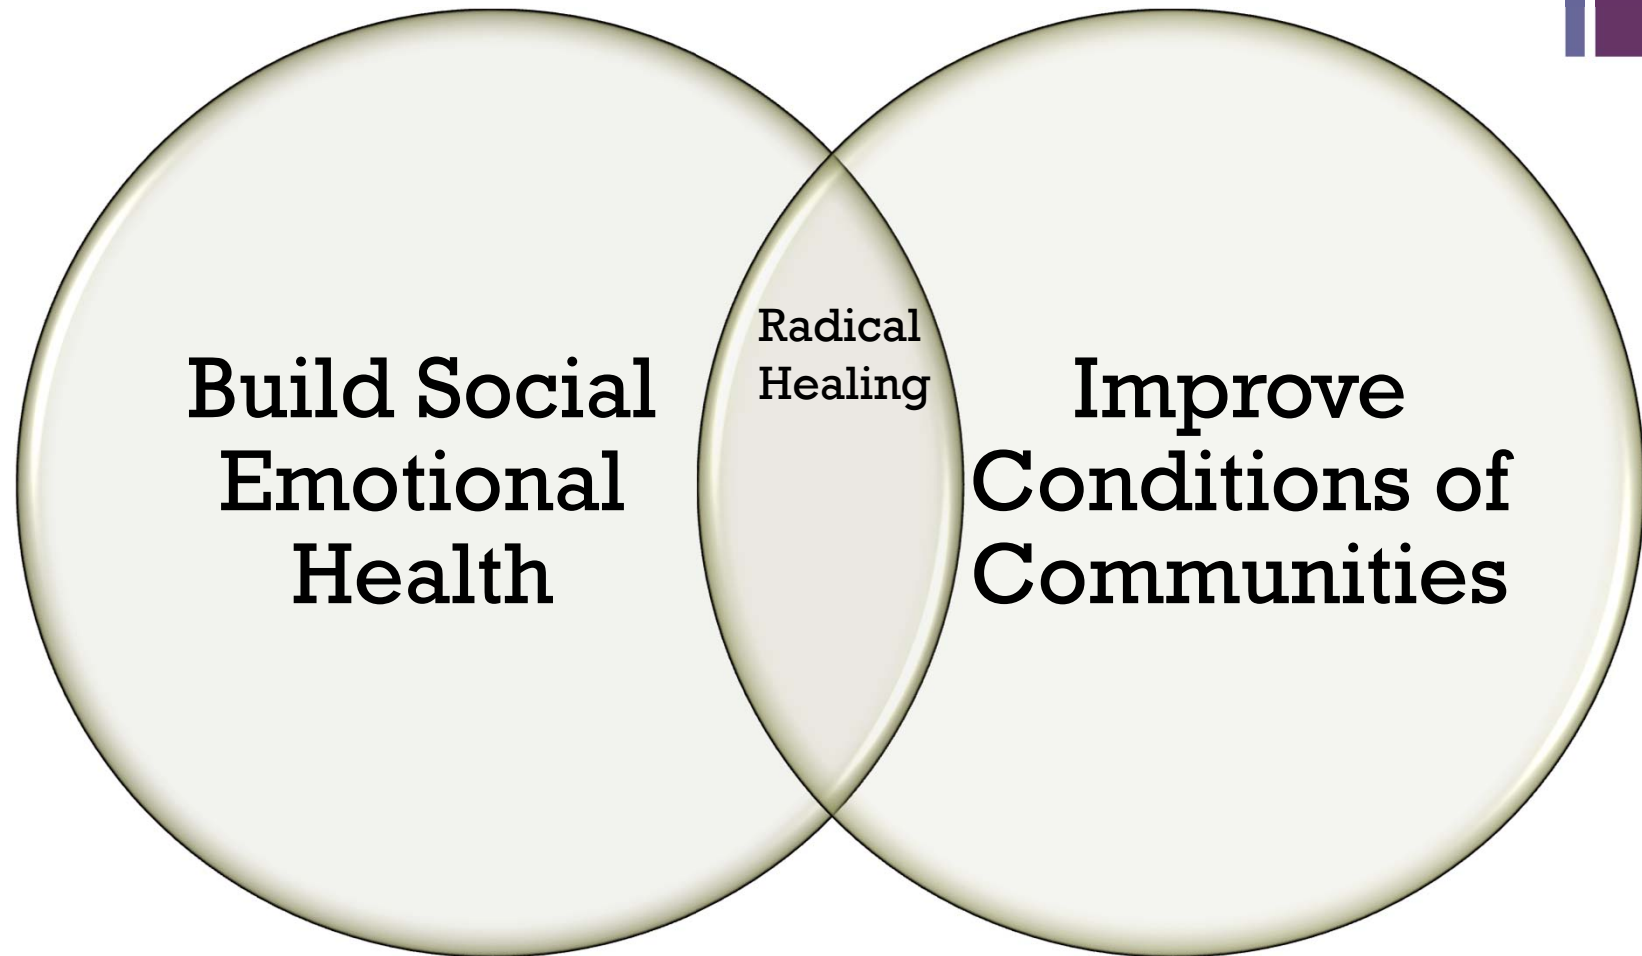 Build Social
Emotional
Health
Radical
Healing
Improve
Conditions of
Communities